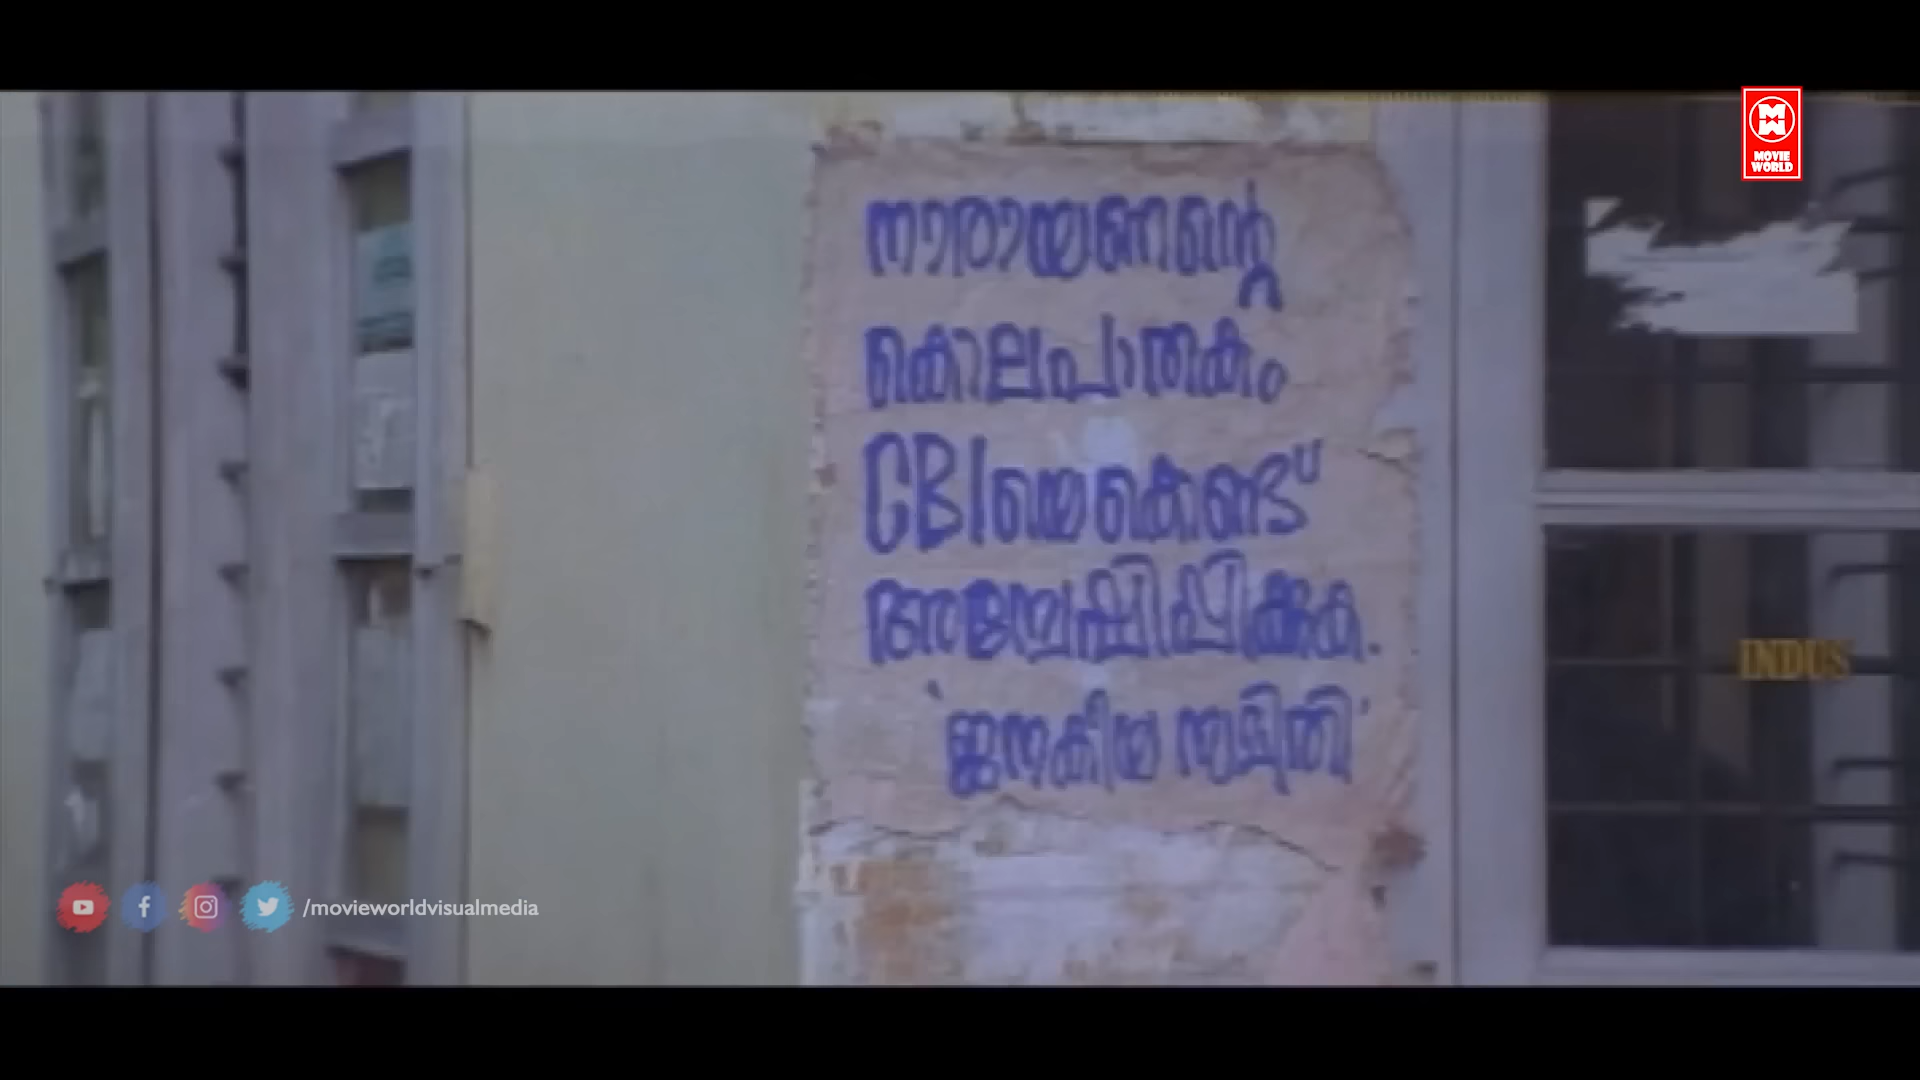 MOVIE
WORLD
നാരായണന്റെ
കൊലപാതകം
CBIയെകൊണ്ട്
അന്വേഷിപ്പിക്കുക.
'ജനകീയ സമിതി'
INDUS
/movieworldvisualmedia